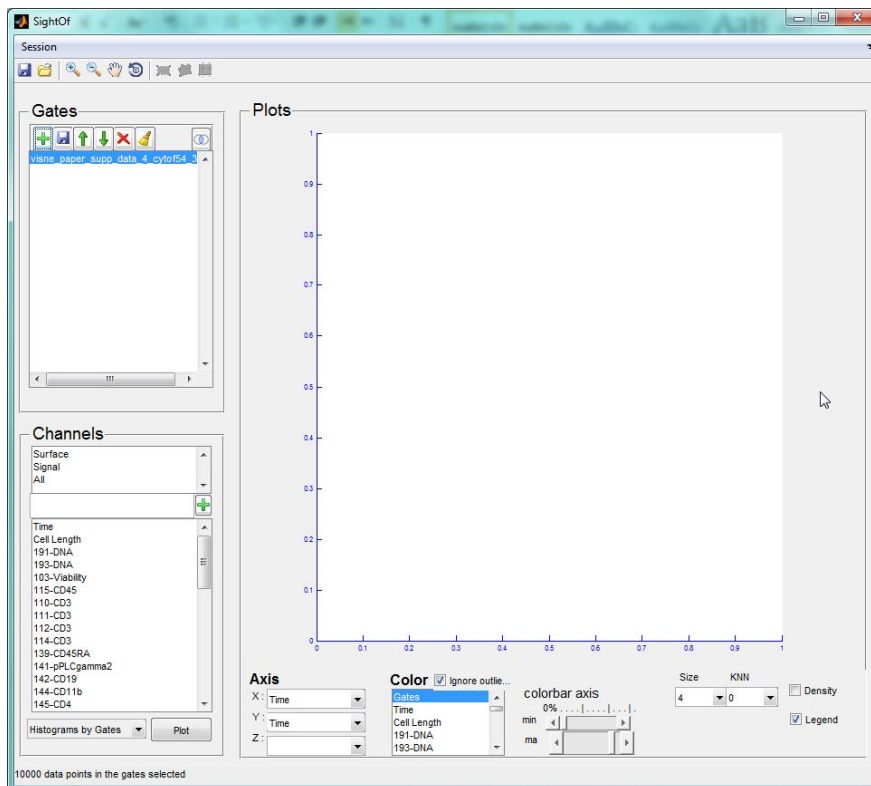 SightOf
Session
Gates
visne_paper_supp_data_4_cytof54_3
Channels
Surface
Signal
All
Time
Cell Length
191-DNA
193-DNA
103-Viability
115-CD45
110-CD3
111-CD3
112-CD3
114-CD3
139-CD45RA
141-pPLCgamma2
142-CD19
144-CD11b
145-CD4
Histograms by Gates
Plot
Plots
1
0.9
0.8
0.7
0.6
0.5
0.4
0.3
0.2
0.1
0
0 0.1 0.2 0.3 0.4 0.5 0.6 0.7 0.8 0.9 1
Axis
X: Time
Y: Time
Z:
Color Ignore outlie...
Gates
Time
Cell Length
191-DNA
193-DNA
colorbar axis
0% ....|....|...|.
min
ma
Size KNN
4 0
Density
Legend
10000 data points in the gates selected